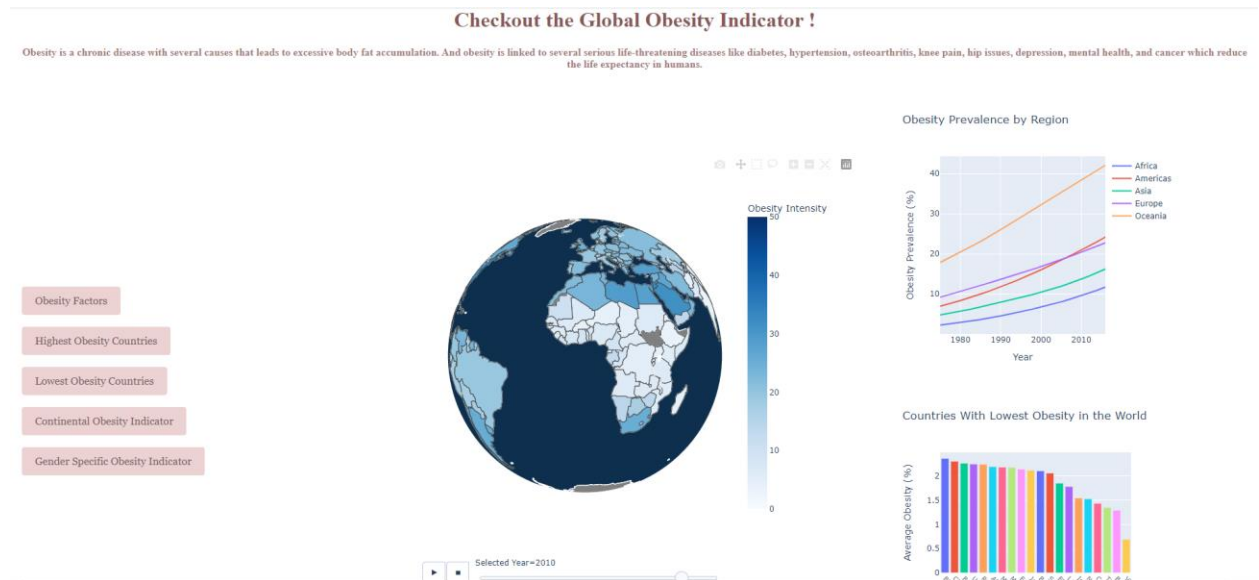 Checkout the Global Obesity Indicator !
Obesity is a chronic disease with several causes that leads to excessive body fat accumulation. And obesity is linked to several serious life-threatening diseases like diabetes, hypertension, osteoarthritis, knee pain, hip issues, depression, mental health, and cancer which reduce
the life expectancy in humans.
Obesity Factors
Highest Obesity Countries
Lowest Obesity Countries
Continental Obesity Indicator
Gender Specific Obesity Indicator
Obesity Intensity
50
40
30
20
10
0
Selected Year=2010
Obesity Prevalence by Region
Obesity Prevalence (%)
40
30
20
10
1980 1990 2000 2010
Year
Africa
Americas
Asia
Europe
Oceania
Countries With Lowest Obesity in the World
Average Obesity (%)
2
1.5
1
0.5
0